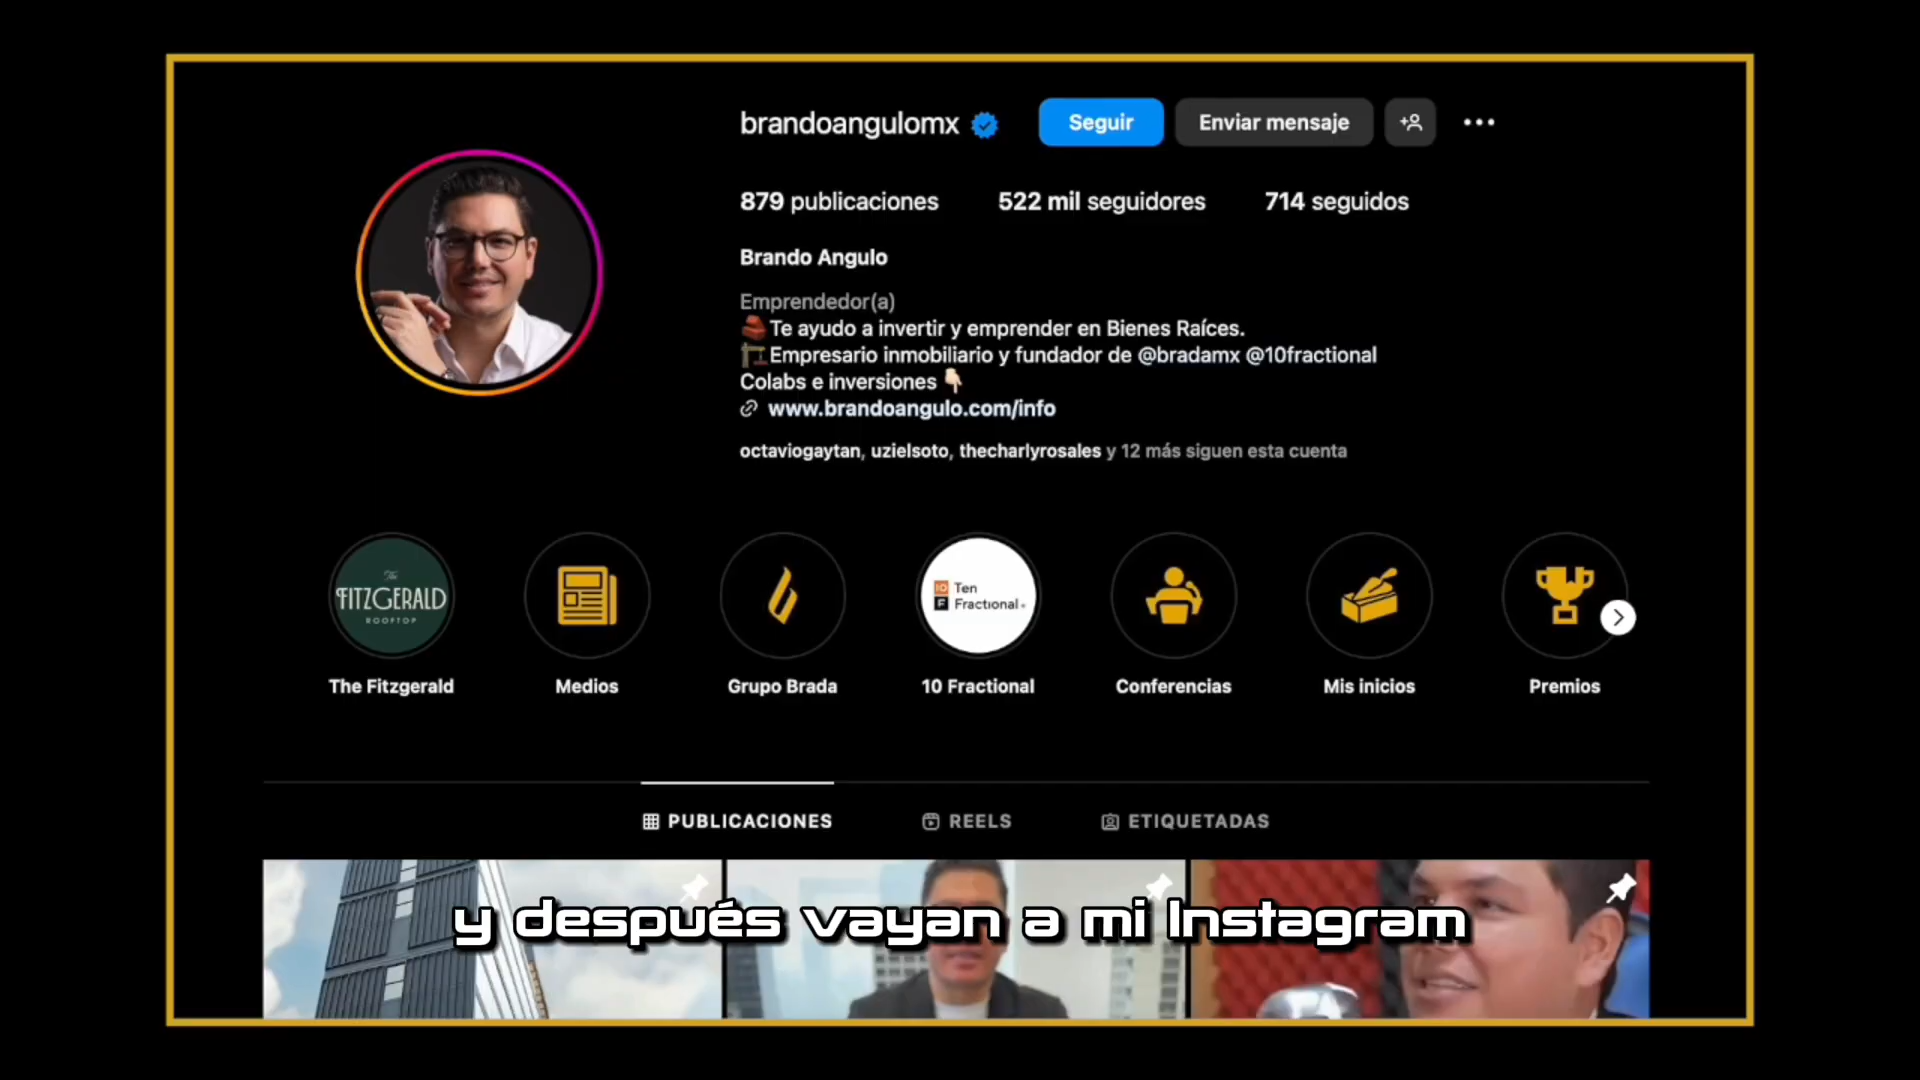 brandoangulomx
Seguir
Enviar mensaje
879 publicaciones
522 mil seguidores
714 seguidos
Brando Angulo
Emprendedor(a)
Te ayudo a invertir y emprender en Bienes Raíces.
Empresario inmobiliario y fundador de @bradamx @10fractional
Colabs e inversiones
www.brandoangulo.com/info
octaviogaytan, uzielsoto, thecharlyrosales y 12 más siguen esta cuenta
The
FITZGERALD
ROOFTOP
10 Ten
F Fractional
The Fitzgerald
Medios
Grupo Brada
10 Fractional
Conferencias
Mis inicios
Premios
PUBLICACIONES
REELS
ETIQUETADAS
y después vayan a mi Instagram